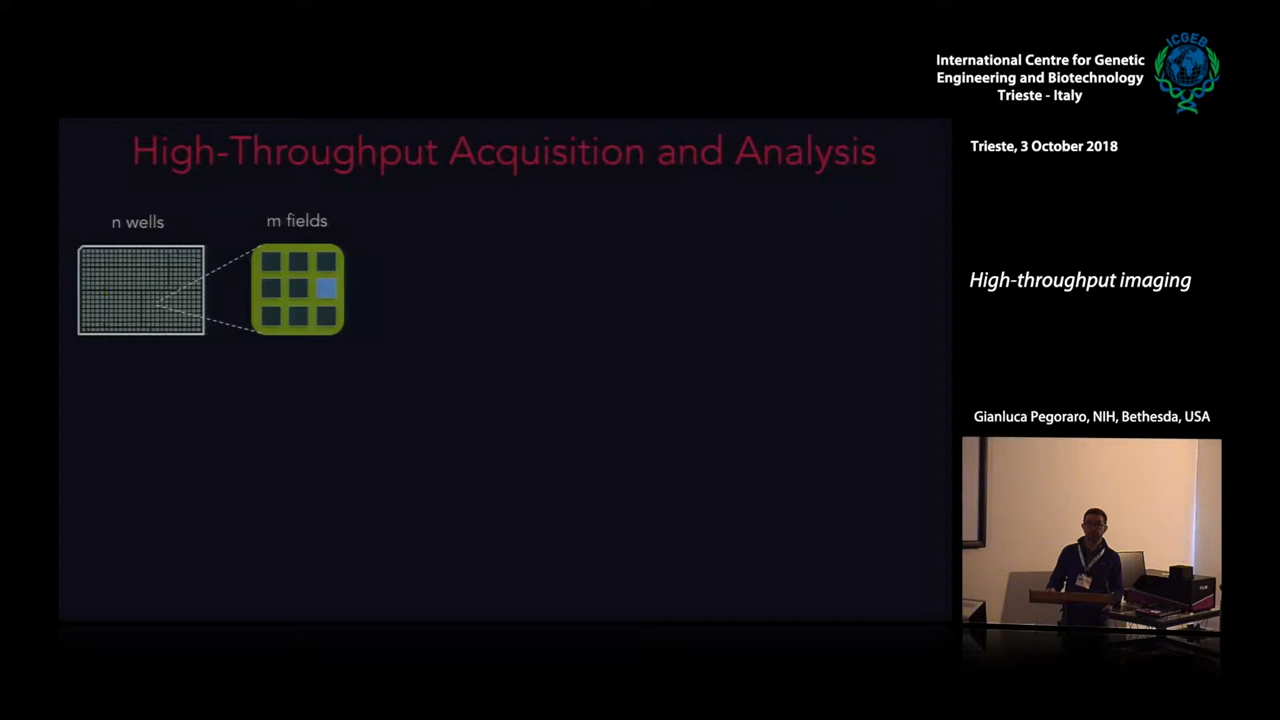 International Centre for Genetic
Engineering and Biotechnology
Trieste - Italy
ICGEB
Trieste, 3 October 2018
High-Throughput Acquisition and Analysis
n wells
m fields
High-throughput imaging
Gianluca Pegoraro, NIH, Bethesda, USA